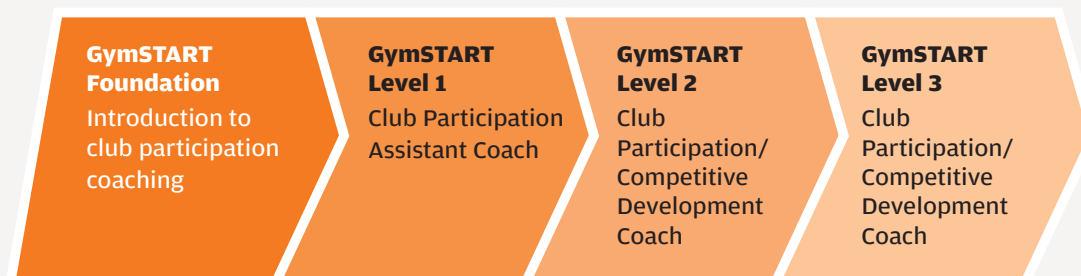 GymSTART
Foundation
Introduction to
club participation
coaching
GymSTART
Level 1
Club Participation
Assistant Coach
GymSTART
Level 2
Club
Participation/
Competitive
Development
Coach
GymSTART
Level 3
Club
Participation/
Competitive
Development
Coach